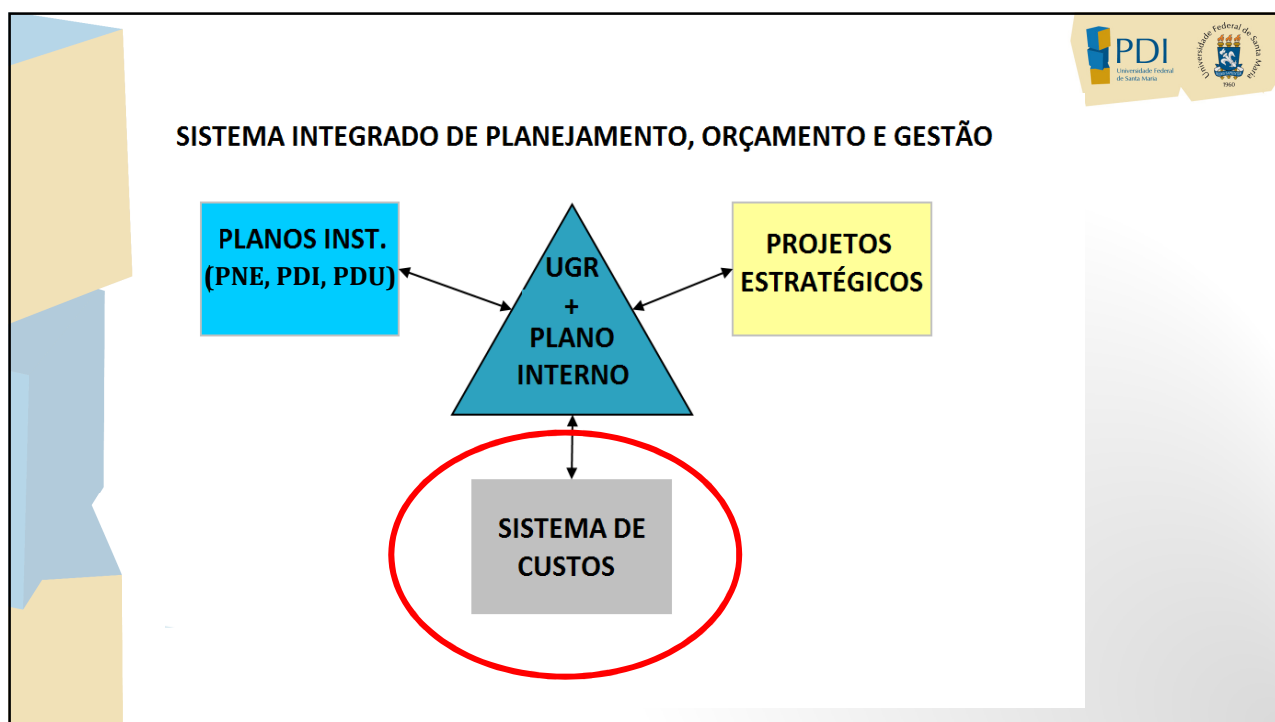 PDI
Universidade Federal
de Santa Maria
Universidade Federal de Santa Maria
1960
SISTEMA INTEGRADO DE PLANEJAMENTO, ORÇAMENTO E GESTÃO
PLANOS INST.
(PNE, PDI, PDU)
UGR
+
PLANO
INTERNO
PROJETOS
ESTRATÉGICOS
SISTEMA DE
CUSTOS